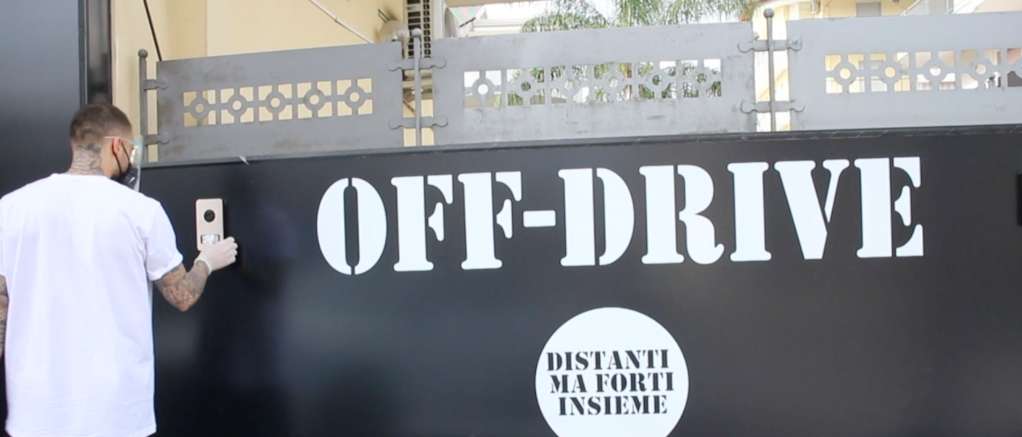 OFF-DRIVE
DISTANTI
MA FORTI
INSIEME